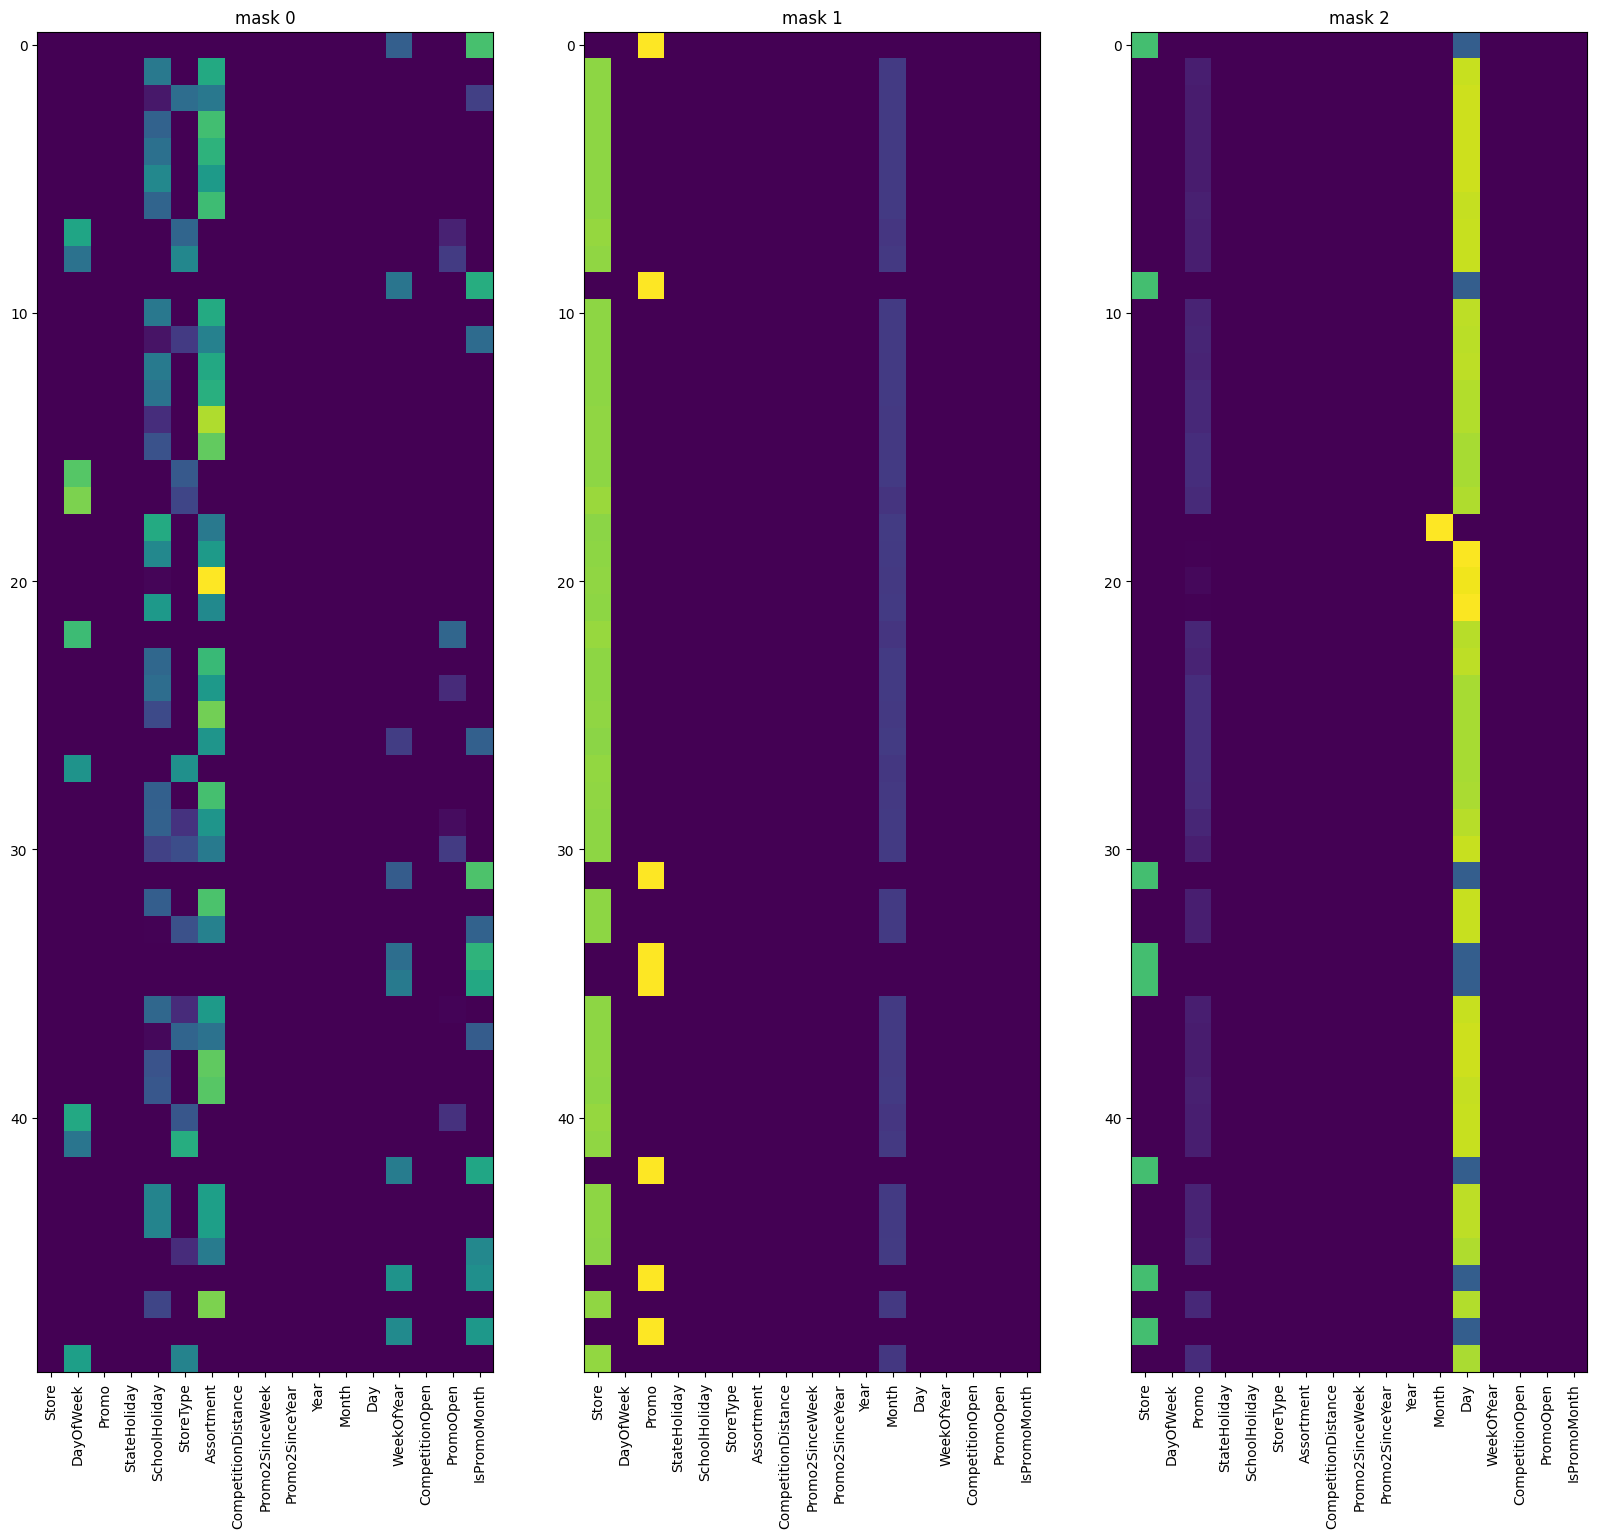 mask 0
mask 1
mask 2
0
10
20
30
40
Store
DayOfWeek
Promo
StateHoliday
SchoolHoliday
StoreType
Assortment
CompetitionDistance
Promo2SinceWeek
Promo2SinceYear
Year
Month
Day
WeekOfYear
CompetitionOpen
PromoOpen
IsPromoMonth
0
10
20
30
40
Store
DayOfWeek
Promo
StateHoliday
SchoolHoliday
StoreType
Assortment
CompetitionDistance
Promo2SinceWeek
Promo2SinceYear
Year
Month
Day
WeekOfYear
CompetitionOpen
PromoOpen
IsPromoMonth
0
10
20
30
40
Store
DayOfWeek
Promo
StateHoliday
SchoolHoliday
StoreType
Assortment
CompetitionDistance
Promo2SinceWeek
Promo2SinceYear
Year
Month
Day
WeekOfYear
CompetitionOpen
PromoOpen
IsPromoMonth